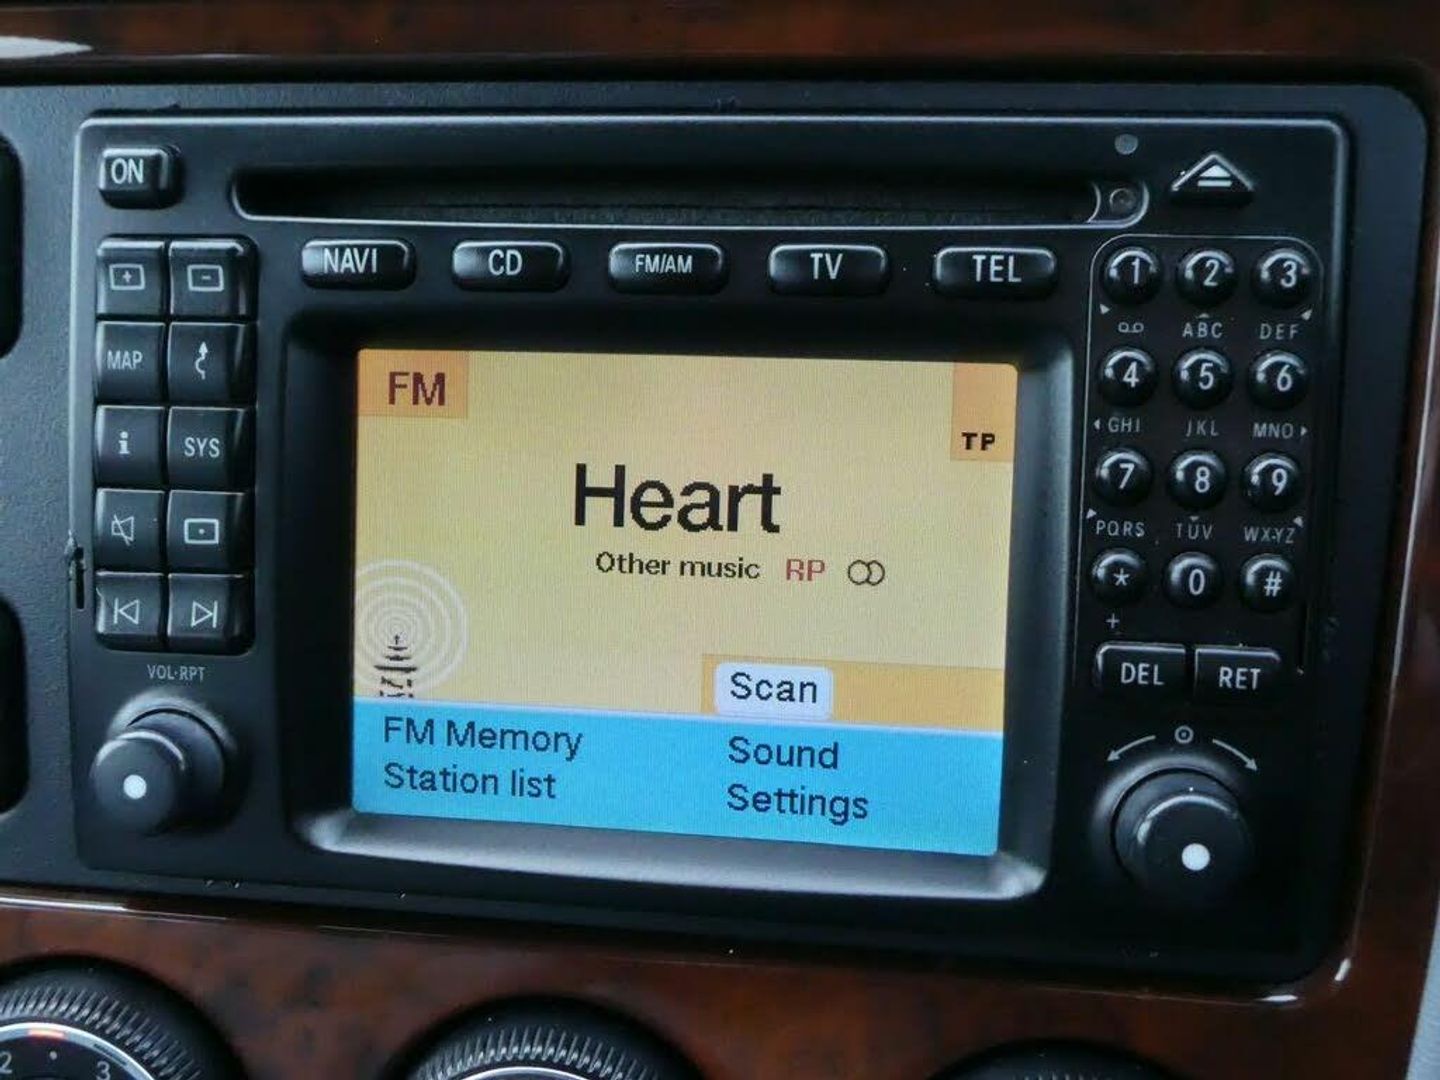 ON
NAVI CD FM/AM TV TEL
+ -
MAP
i SYS
VOL·RPT
FM
TP
Heart
Other music RP
Scan
FM Memory Sound
Station list Settings
1 2 3
ABC DEF
4 5 6
GHI JKL MNO
7 8 9
PQRS TUV WXYZ
* 0 #
+
DEL RET
2 3